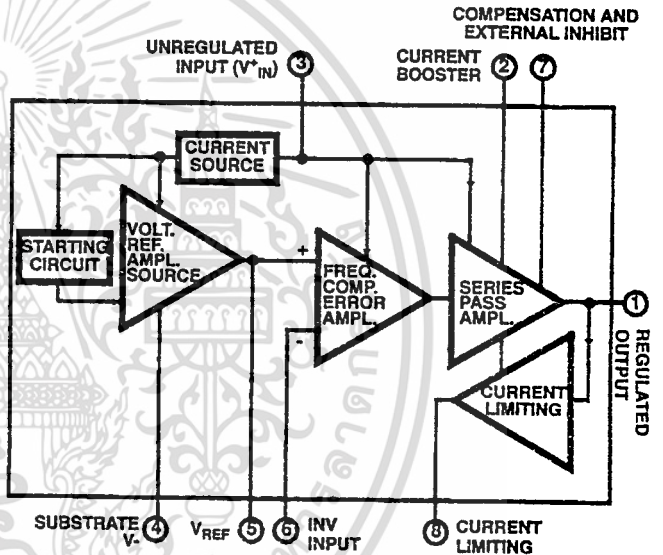 COMPENSATION AND
EXTERNAL INHIBIT
UNREGULATED
INPUT (V⁺IN) 3
CURRENT
BOOSTER 2 7
CURRENT
SOURCE
STARTING
CIRCUIT
VOLT.
REF.
AMPL.
SOURCE
+
FREQ.
COMP.
ERROR
AMPL.
-
SERIES
PASS
AMPL.
1
REGULATED
OUTPUT
CURRENT
LIMITING
SUBSTRATE
V- 4
VREF 5
6 INV
INPUT
8 CURRENT
LIMITING